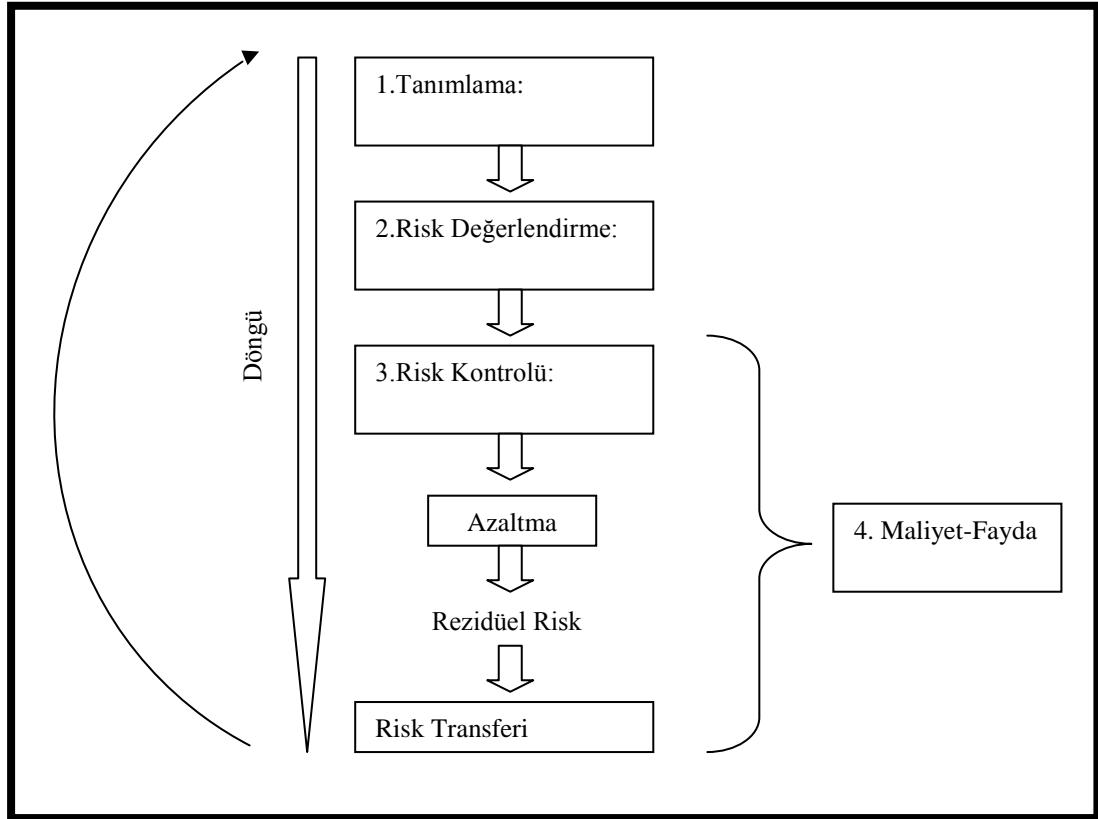 1.Tanımlama:
2.Risk Değerlendirme:
Döngü
3.Risk Kontrolü:
Azaltma
4. Maliyet-Fayda
Rezidüel Risk
Risk Transferi